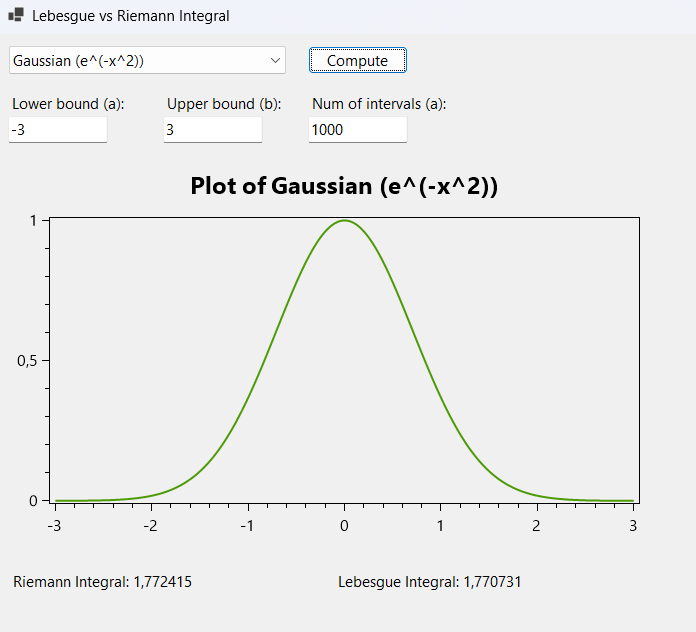 Lebesgue vs Riemann Integral
Gaussian (e^(-x^2)) Compute
Lower bound (a): Upper bound (b): Num of intervals (a):
-3 3 1000
Plot of Gaussian (e^(-x^2))
1
0,5
0
-3 -2 -1 0 1 2 3
Riemann Integral: 1,772415 Lebesgue Integral: 1,770731